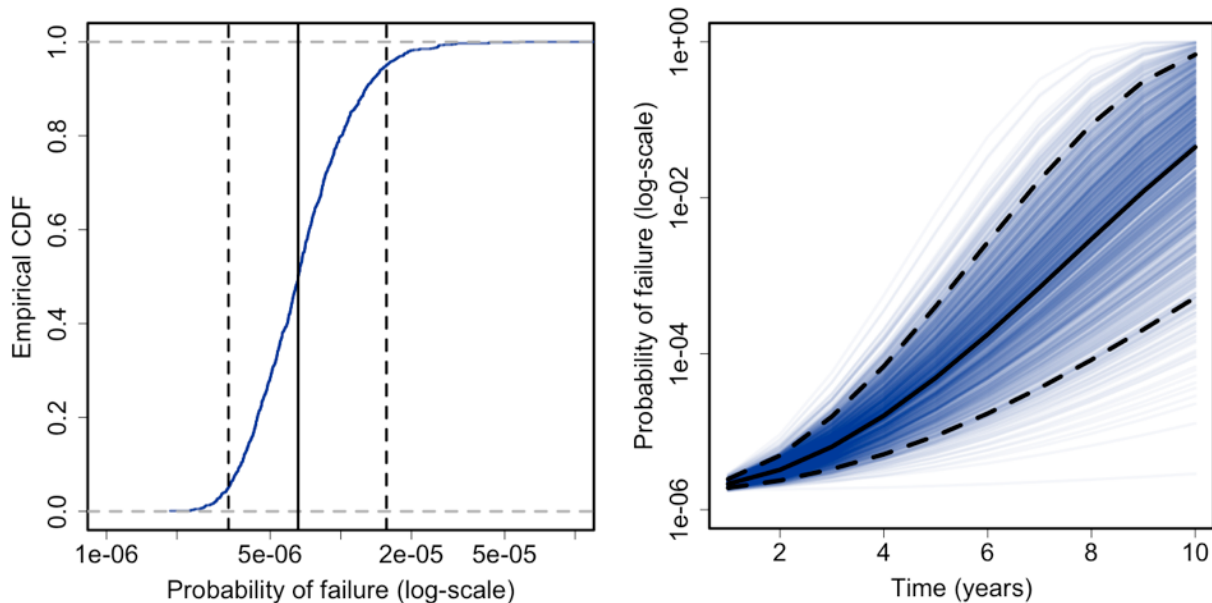 1.0
0.8
0.6
0.4
0.2
0.0
Empirical CDF
1e-06
5e-06
2e-05
5e-05
Probability of failure (log-scale)
1e+00
1e-02
1e-04
1e-06
Probability of failure (log-scale)
2
4
6
8
10
Time (years)